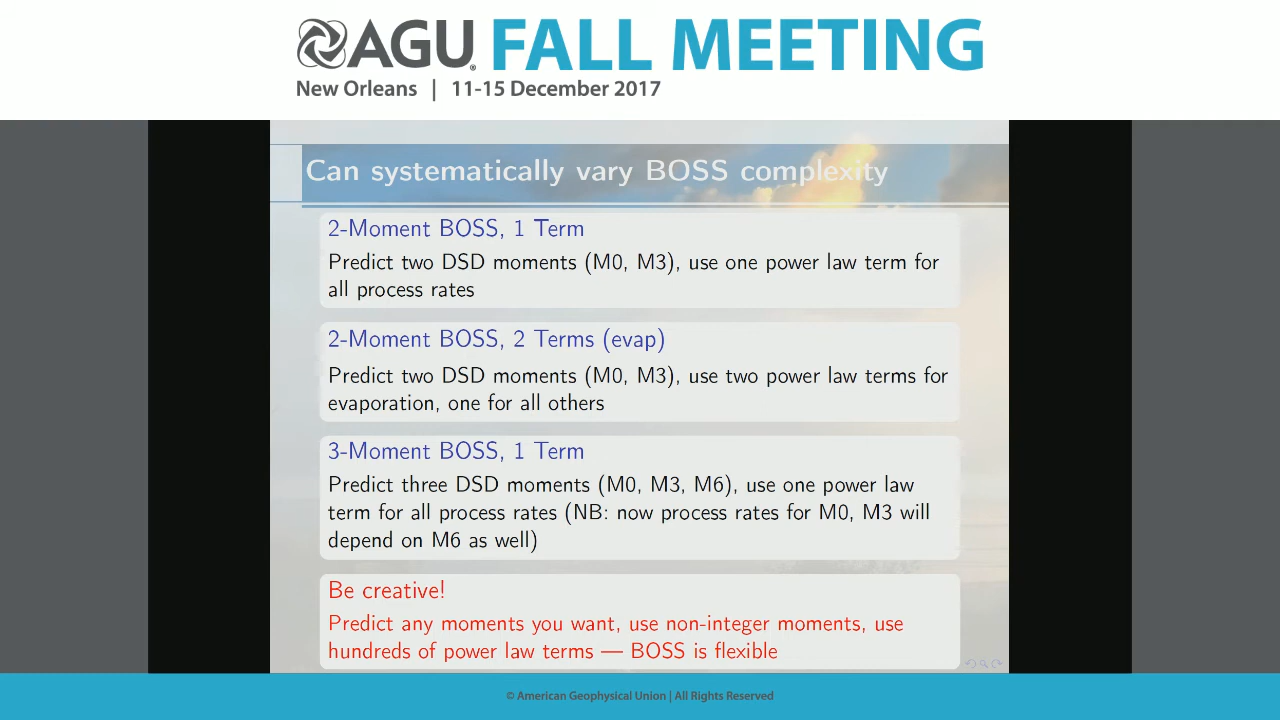 AGU FALL MEETING
New Orleans | 11-15 December 2017
Can systematically vary BOSS complexity
2-Moment BOSS, 1 Term
Predict two DSD moments (M0, M3), use one power law term for
all process rates
2-Moment BOSS, 2 Terms (evap)
Predict two DSD moments (M0, M3), use two power law terms for
evaporation, one for all others
3-Moment BOSS, 1 Term
Predict three DSD moments (M0, M3, M6), use one power law
term for all process rates (NB: now process rates for M0, M3 will
depend on M6 as well)
Be creative!
Predict any moments you want, use non-integer moments, use
hundreds of power law terms — BOSS is flexible
© American Geophysical Union | All Rights Reserved